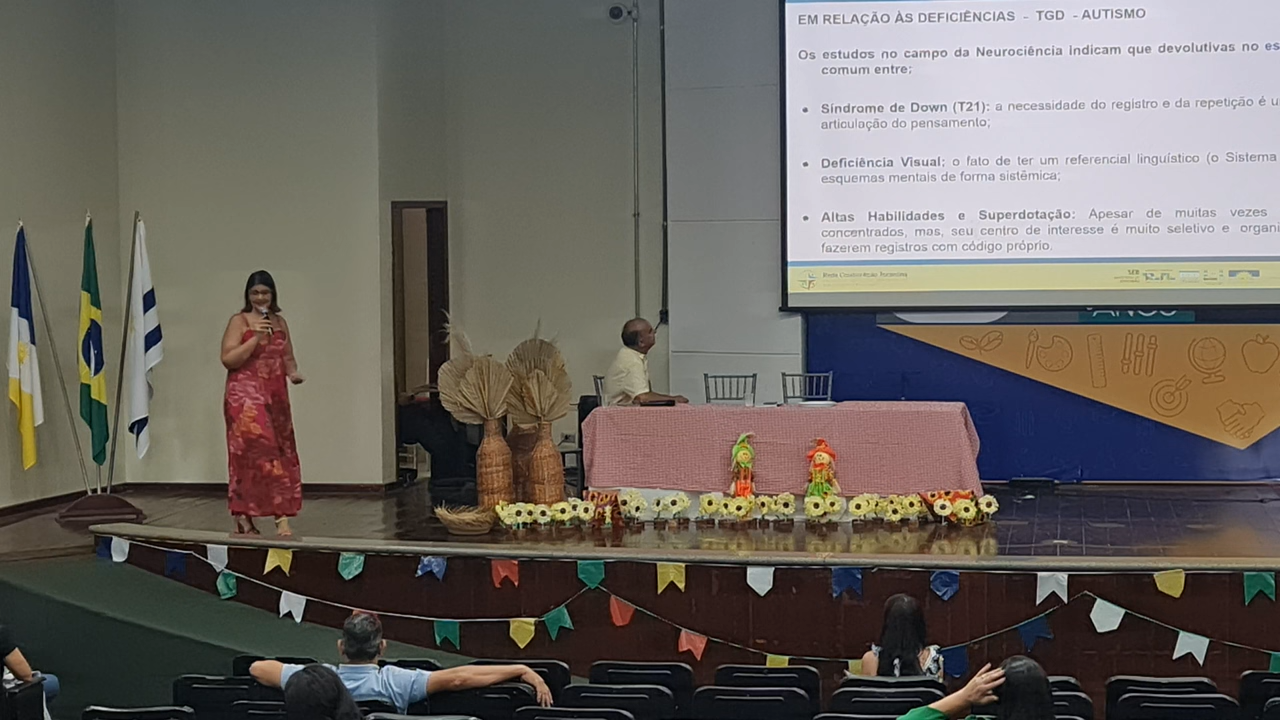 EM RELAÇÃO ÀS DEFICIÊNCIAS - TGD - AUTISMO
Os estudos no campo da Neurociência indicam que devolutivas no es
comum entre:
• Síndrome de Down (T21): a necessidade do registro e da repetição é u
articulação do pensamento;
• Deficiência Visual; o fato de ter um referencial linguístico (o Sistema
esquemas mentais de forma sistêmica;
• Altas Habilidades e Superdotação: Apesar de muitas vezes
concentrados, mas, seu centro de interesse é muito seletivo e organi
fazerem registros com código próprio.
ANOS